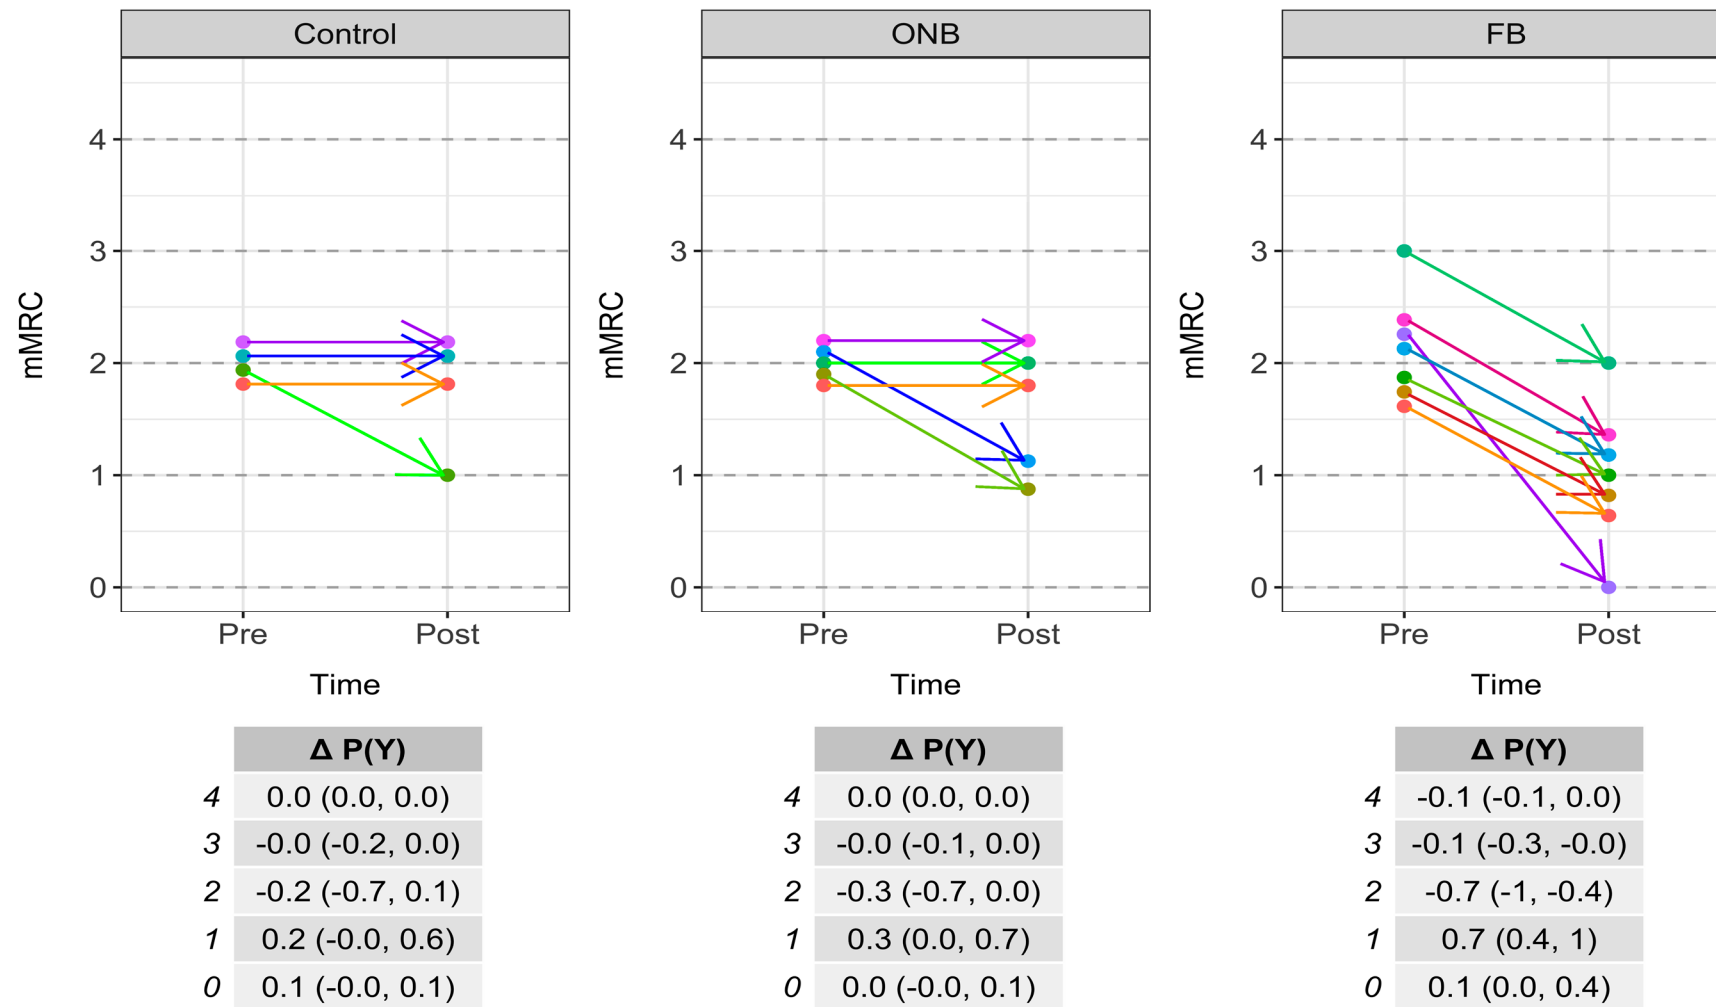 Control ONB FB
mMRC mMRC mMRC
4 4 4
3 3 3
2 2 2
1 1 1
0 0 0
Pre Post Pre Post Pre Post
Time Time Time
Δ P(Y) Δ P(Y) Δ P(Y)
4 0.0 (0.0, 0.0) 4 0.0 (0.0, 0.0) 4 -0.1 (-0.1, 0.0)
3 -0.0 (-0.2, 0.0) 3 -0.0 (-0.1, 0.0) 3 -0.1 (-0.3, -0.0)
2 -0.2 (-0.7, 0.1) 2 -0.3 (-0.7, 0.0) 2 -0.7 (-1, -0.4)
1 0.2 (-0.0, 0.6) 1 0.3 (0.0, 0.7) 1 0.7 (0.4, 1)
0 0.1 (-0.0, 0.1) 0 0.0 (-0.0, 0.1) 0 0.1 (0.0, 0.4)